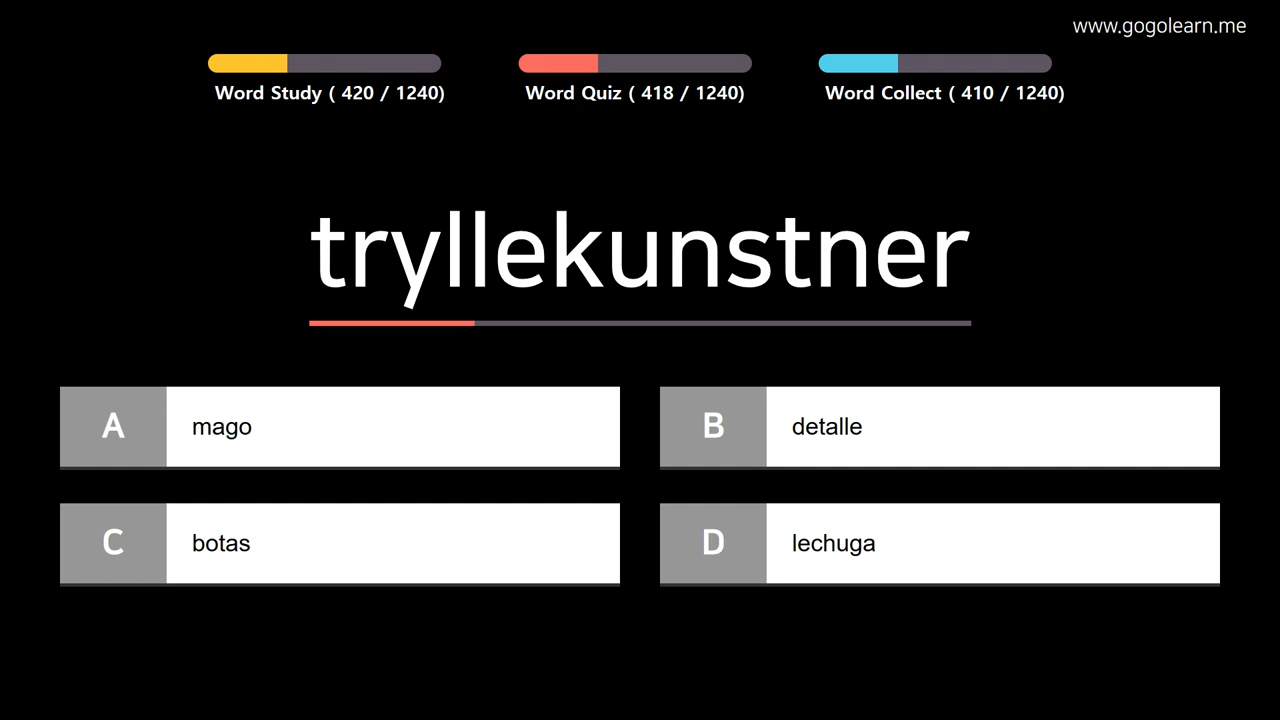 www.gogolearn.me
Word Study ( 420 / 1240)
Word Quiz ( 418 / 1240)
Word Collect ( 410 / 1240)
tryllekunstner
A mago
B detalle
C botas
D lechuga